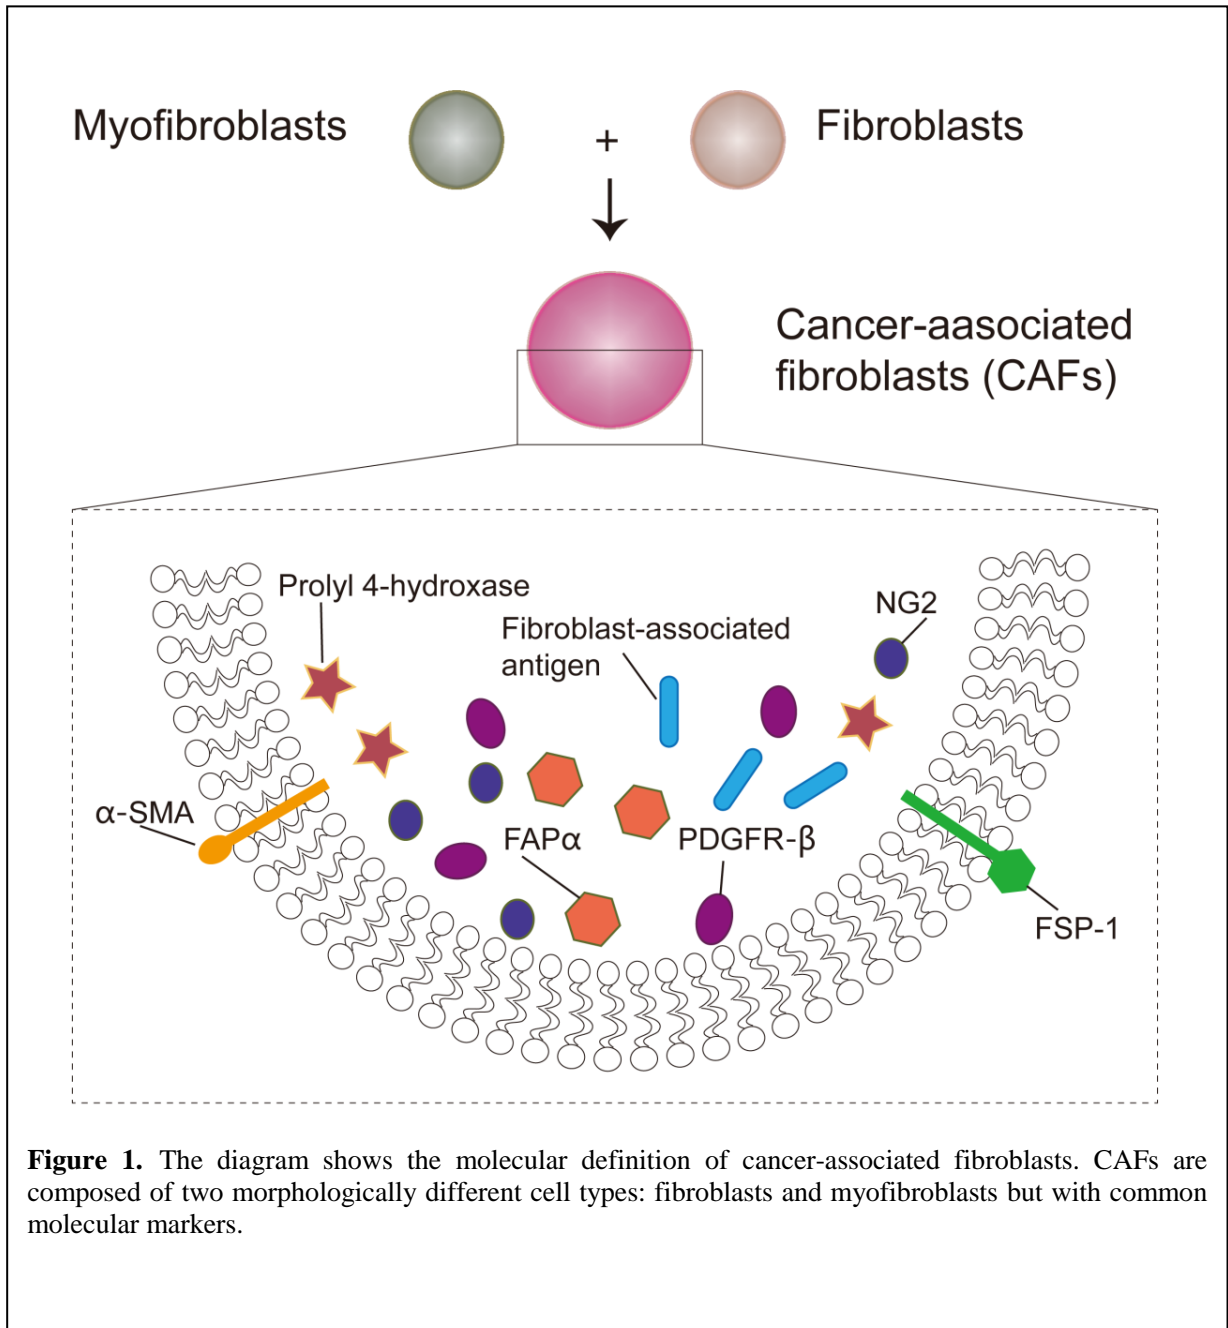 Myofibroblasts
+
Fibroblasts
Cancer-aasociated
fibroblasts (CAFs)
Prolyl 4-hydroxase
Fibroblast-associated
antigen
NG2
α-SMA
FAPα
PDGFR-β
FSP-1
Figure 1. The diagram shows the molecular definition of cancer-associated fibroblasts. CAFs are
composed of two morphologically different cell types: fibroblasts and myofibroblasts but with common
molecular markers.